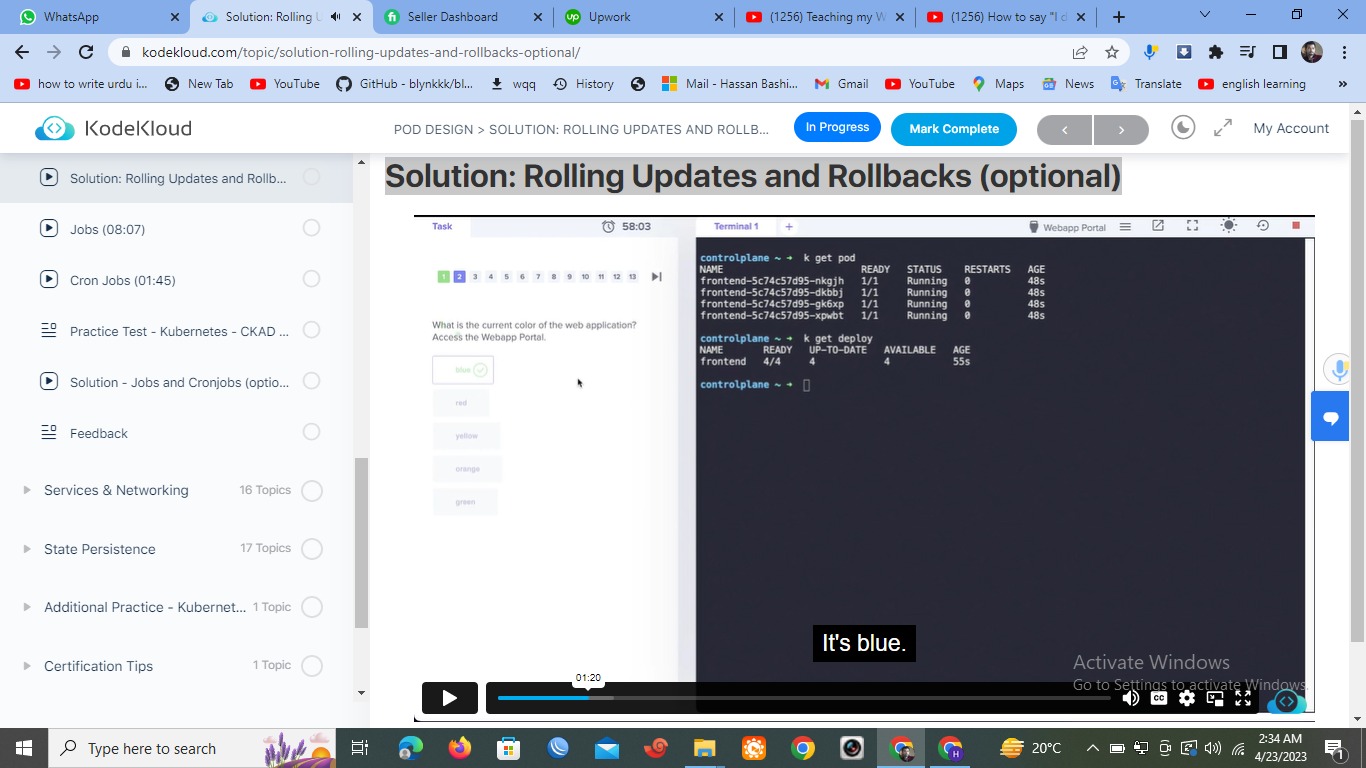 WhatsApp
Solution: Rolling U
Seller Dashboard
Upwork
(1256) Teaching my W
(1256) How to say "I d
kodekloud.com/topic/solution-rolling-updates-and-rollbacks-optional/
how to write urdu i...
New Tab
YouTube
GitHub - blynkkk/bl...
wqq
History
Mail - Hassan Bashi...
Gmail
YouTube
Maps
News
Translate
english learning
»
KodeKloud
POD DESIGN > SOLUTION: ROLLING UPDATES AND ROLLB...
In Progress
Mark Complete
My Account
Solution: Rolling Updates and Rollb...
Jobs (08:07)
Cron Jobs (01:45)
Practice Test - Kubernetes - CKAD ...
Solution - Jobs and Cronjobs (optio...
Feedback
Services & Networking 16 Topics
State Persistence 17 Topics
Additional Practice - Kubernet... 1 Topic
Certification Tips 1 Topic
Solution: Rolling Updates and Rollbacks (optional)
Task
58:03
1 2 3 4 5 6 7 8 9 10 11 12 13
What is the current color of the web application?
Access the Webapp Portal.
blue
red
yellow
orange
green
Terminal 1 +
Webapp Portal
controlplane ~ ➜ k get pod
NAME READY STATUS RESTARTS AGE
frontend-5c74c57d95-nkgjh 1/1 Running 0 48s
frontend-5c74c57d95-dkbbj 1/1 Running 0 48s
frontend-5c74c57d95-gk6xp 1/1 Running 0 48s
frontend-5c74c57d95-xpwbt 1/1 Running 0 48s
controlplane ~ ➜ k get deploy
NAME READY UP-TO-DATE AVAILABLE AGE
frontend 4/4 4 4 55s
controlplane ~ ➜
It's blue.
Activate Windows
Go to Settings to activate Windows.
01:20
CC
Type here to search
20°C
2:34 AM
4/23/2023
1